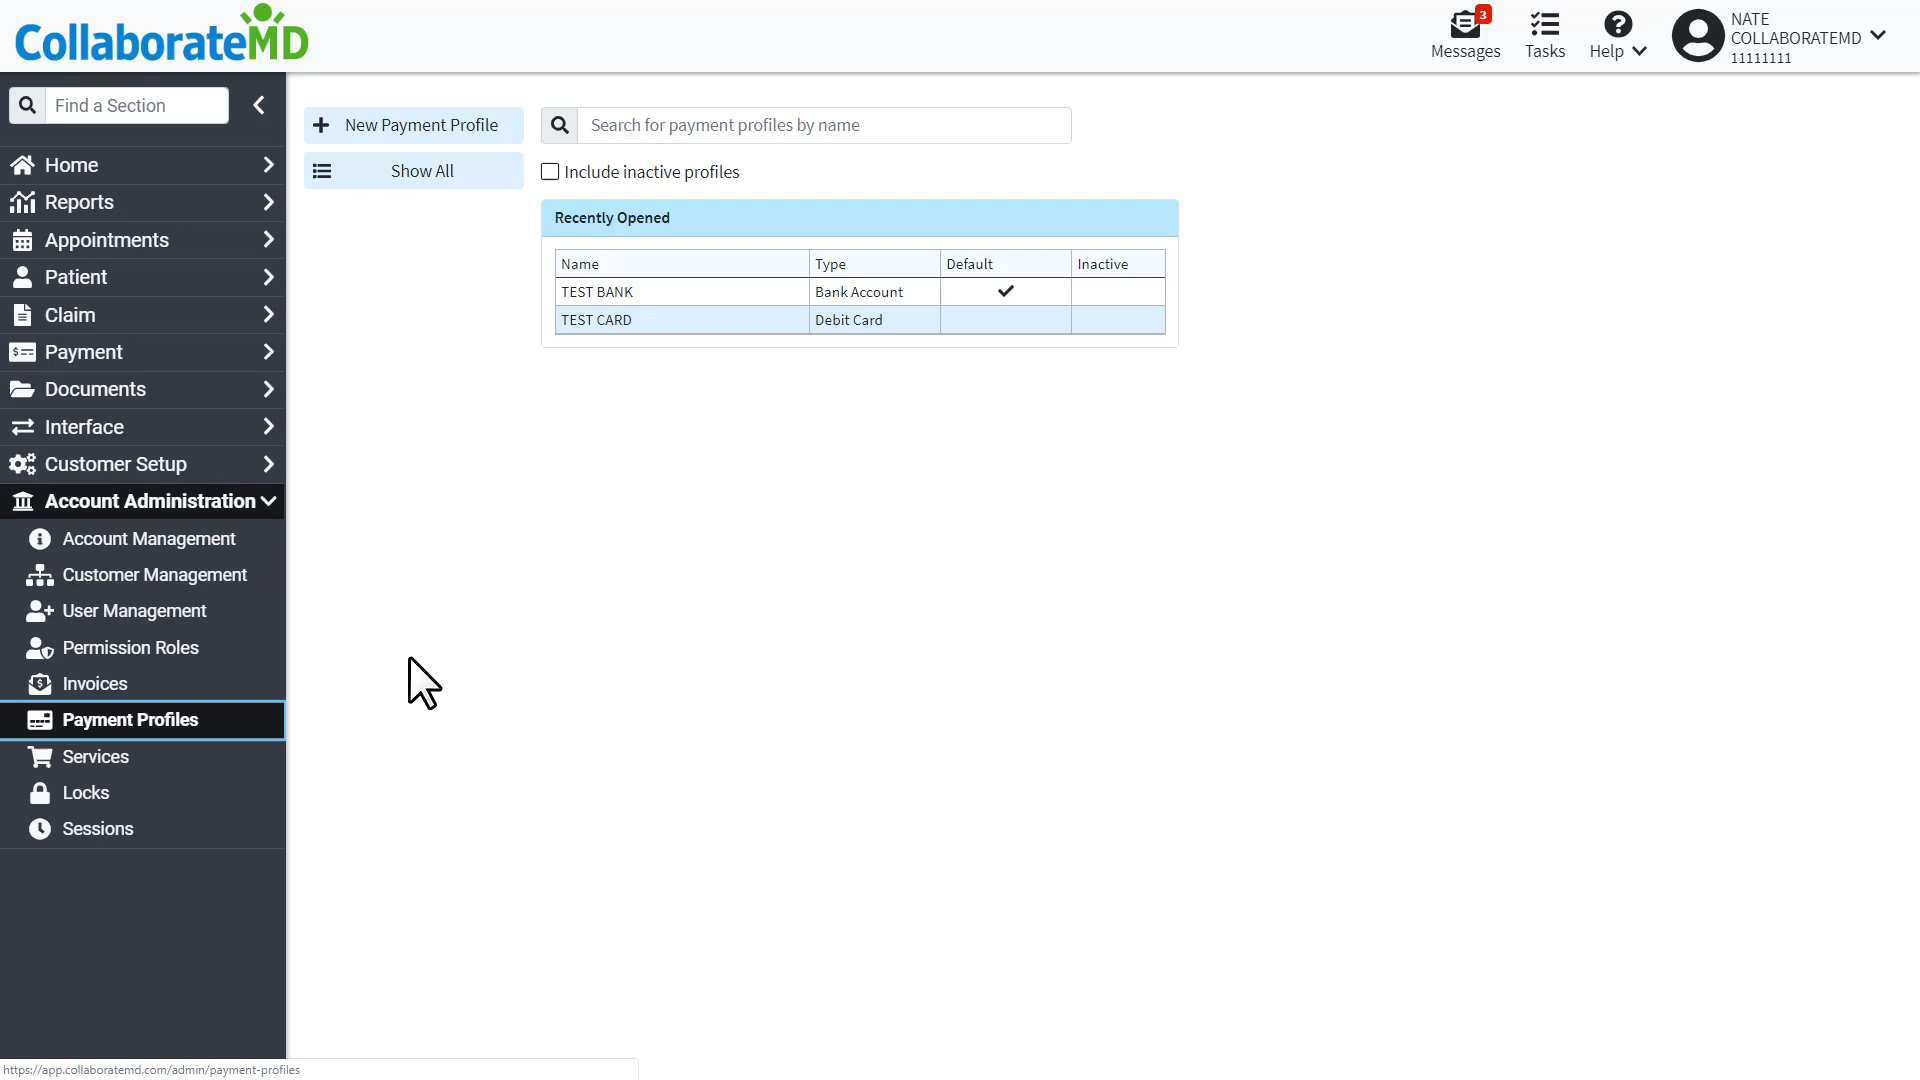 CollaborateMD
3
Messages
Tasks
Help
NATE
COLLABORATEMD
11111111
Find a Section
Home
Reports
Appointments
Patient
Claim
Payment
Documents
Interface
Customer Setup
Account Administration
Account Management
Customer Management
User Management
Permission Roles
Invoices
Payment Profiles
Services
Locks
Sessions
New Payment Profile
Show All
Search for payment profiles by name
Include inactive profiles
Recently Opened
Name Type Default Inactive
TEST BANK Bank Account
TEST CARD Debit Card
https://app.collaboratemd.com/admin/payment-profiles